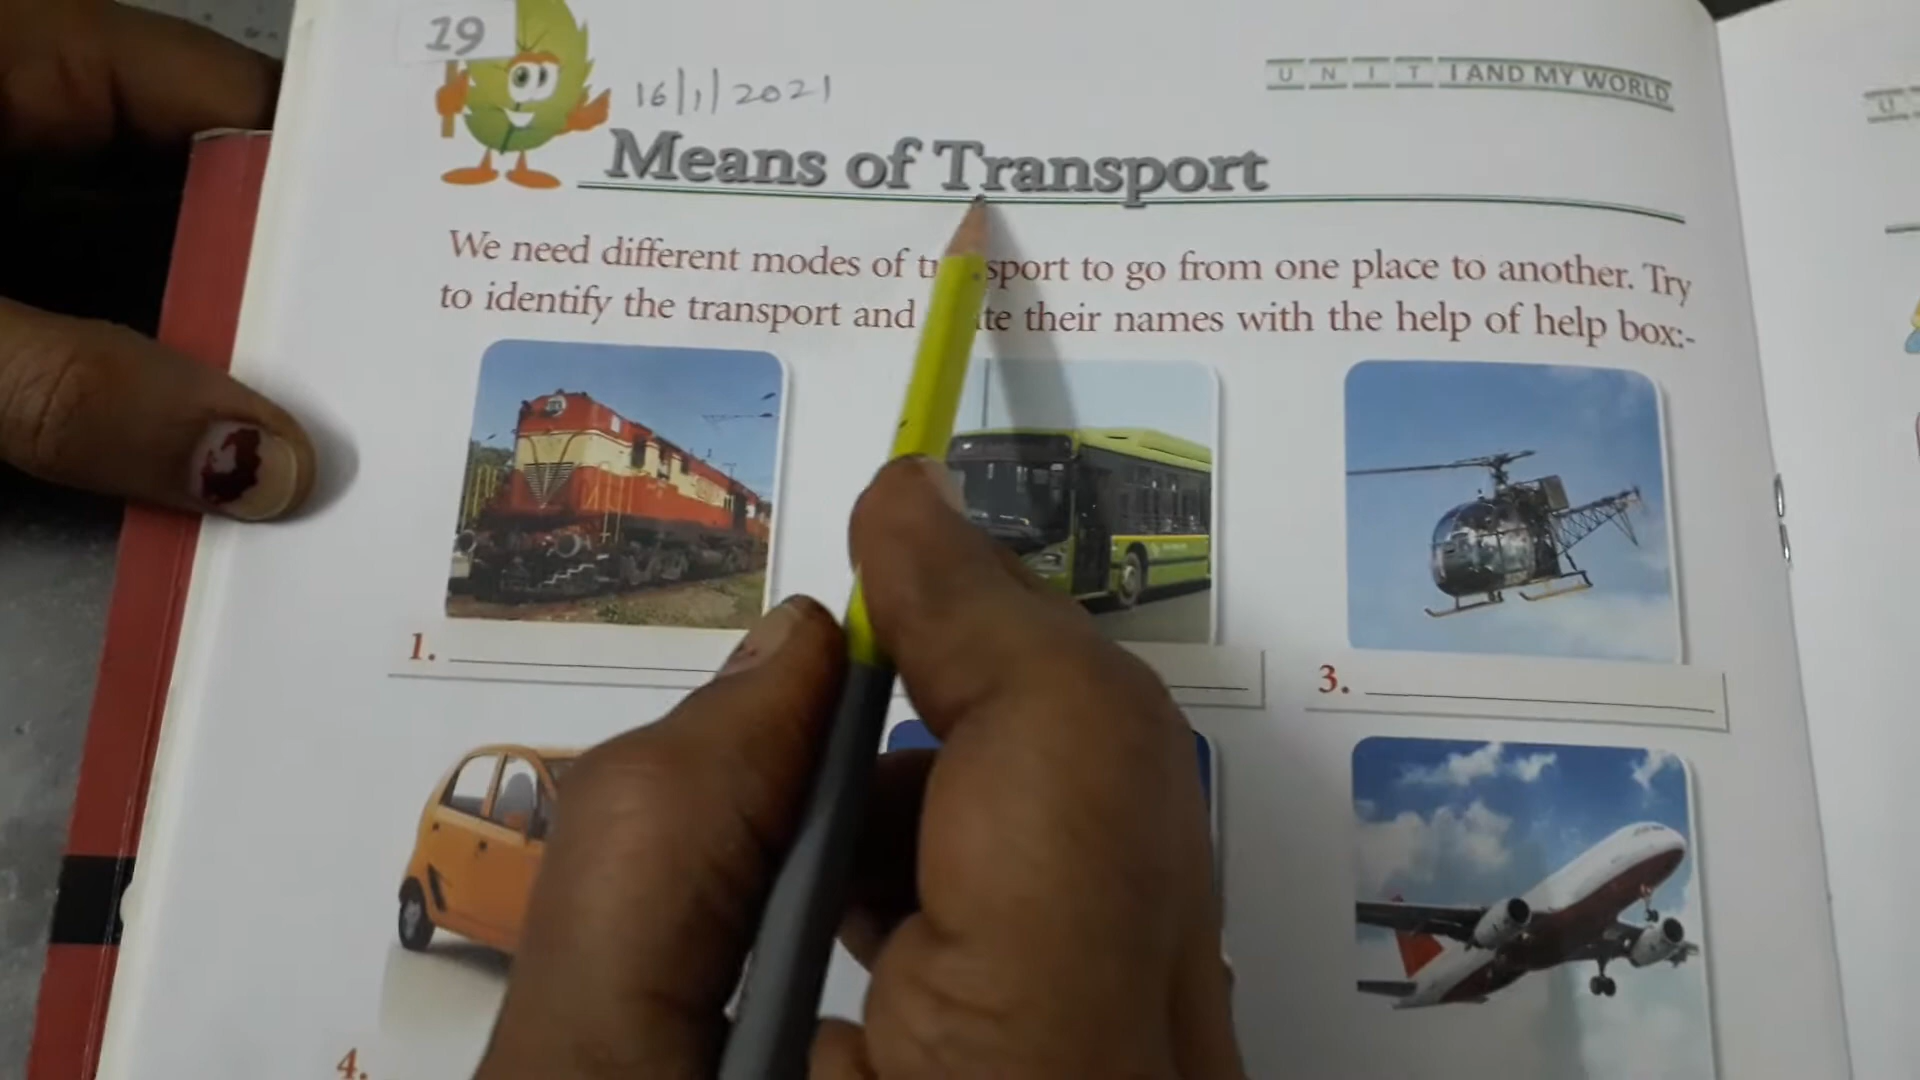 19
16/1/2021
UNIT I AND MY WORLD
Means of Transport
We need different modes of transport to go from one place to another. Try
to identify the transport and their names with the help of help box:-
1.
3.
4.